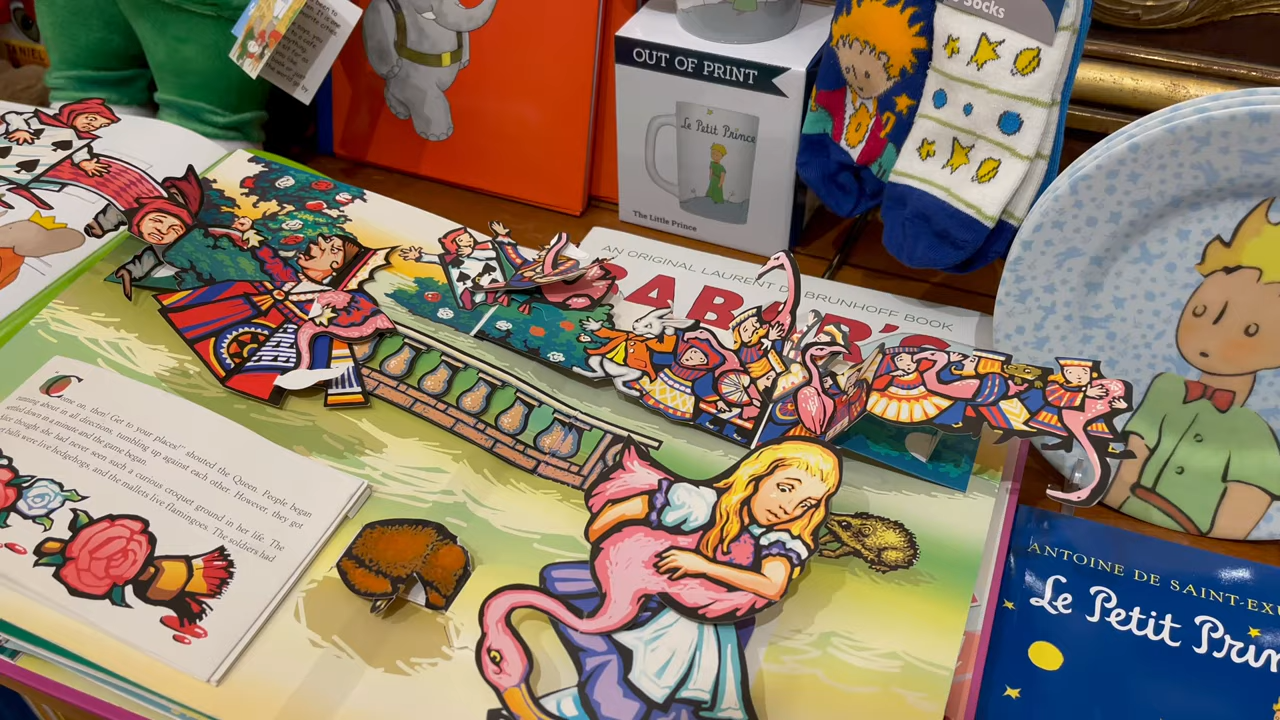 DANIEL
OUT OF PRINT
Le Petit Prince
The Little Prince
Socks
AN ORIGINAL LAURENT DE BRUNHOFF BOOK
BABAR'S
Come on, then! Get to your places!" shouted the Queen. People began
running about in all directions, tumbling up against each other. However, they got
settled down in a minute and the game began.
Alice thought she had never seen such a curious croquet ground in her life. The
balls were live hedgehogs, and the mallets live flamingoes. The soldiers had
ANTOINE DE SAINT-EXU
Le Petit Prin